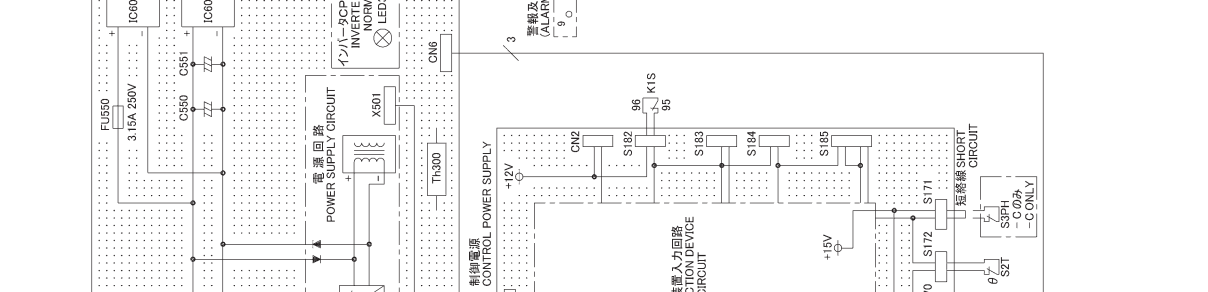 IC60
IC60
+
-
+
-
C551
C550
FU550
3.15A 250V
インバータCP
INVERTE
NORM
LED
CN6
3
警報及
(ALARM
9
電源回路
POWER SUPPLY CIRCUIT
X501
+
-
Th300
96
95
K1S
制御電源
CONTROL POWER SUPPLY
+12V
CN2
S182
S183
S184
S185
装置入力回路
CTION DEVICE
CIRCUIT
+15V
S171
S172
70
短絡線 SHORT
CIRCUIT
S3PH
-Cのみ
-C ONLY
S2T
θ